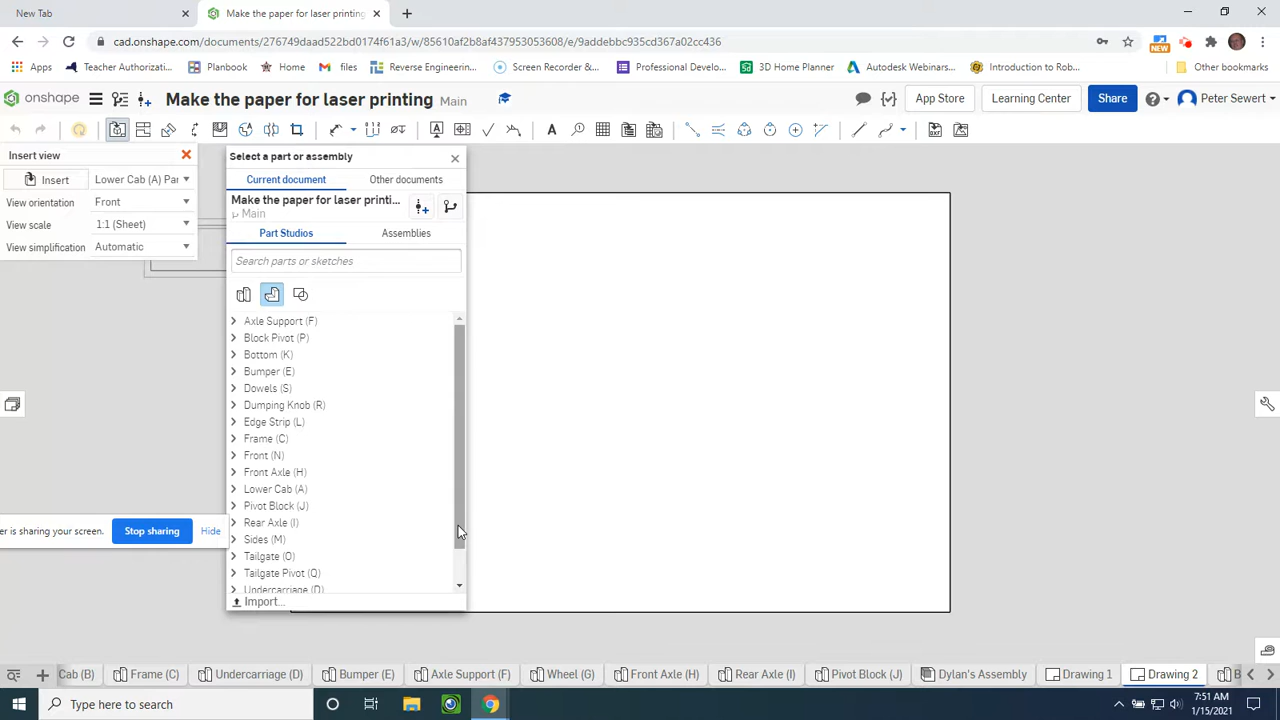 New Tab
Make the paper for laser printing
cad.onshape.com/documents/276749daad522bd0174f61a3/w/85610bf2b8af437953053608/e/9addebbc935cd367a02cc436
NEW
Apps
Teacher Authorizati...
Planbook
Home
files
Reverse Engineerin...
Screen Recorder &...
Professional Develo...
3D Home Planner
Autodesk Webinars...
Introduction to Rob...
Other bookmarks
onshape
Make the paper for laser printing Main
App Store
Learning Center
Share
Peter Sewert
Insert view
Insert
Lower Cab (A) Par
View orientation
Front
View scale
1:1 (Sheet)
View simplification
Automatic
Select a part or assembly
Current document
Other documents
Make the paper for laser printi...
Main
Part Studios
Assemblies
Search parts or sketches
Axle Support (F)
Block Pivot (P)
Bottom (K)
Bumper (E)
Dowels (S)
Dumping Knob (R)
Edge Strip (L)
Frame (C)
Front (N)
Front Axle (H)
Lower Cab (A)
Pivot Block (J)
Rear Axle (I)
Sides (M)
Tailgate (O)
Tailgate Pivot (Q)
Undercarriage (D)
Import...
er is sharing your screen.
Stop sharing
Hide
Cab (B)
Frame (C)
Undercarriage (D)
Bumper (E)
Axle Support (F)
Wheel (G)
Front Axle (H)
Rear Axle (I)
Pivot Block (J)
Dylan's Assembly
Drawing 1
Drawing 2
Type here to search
7:51 AM
1/15/2021